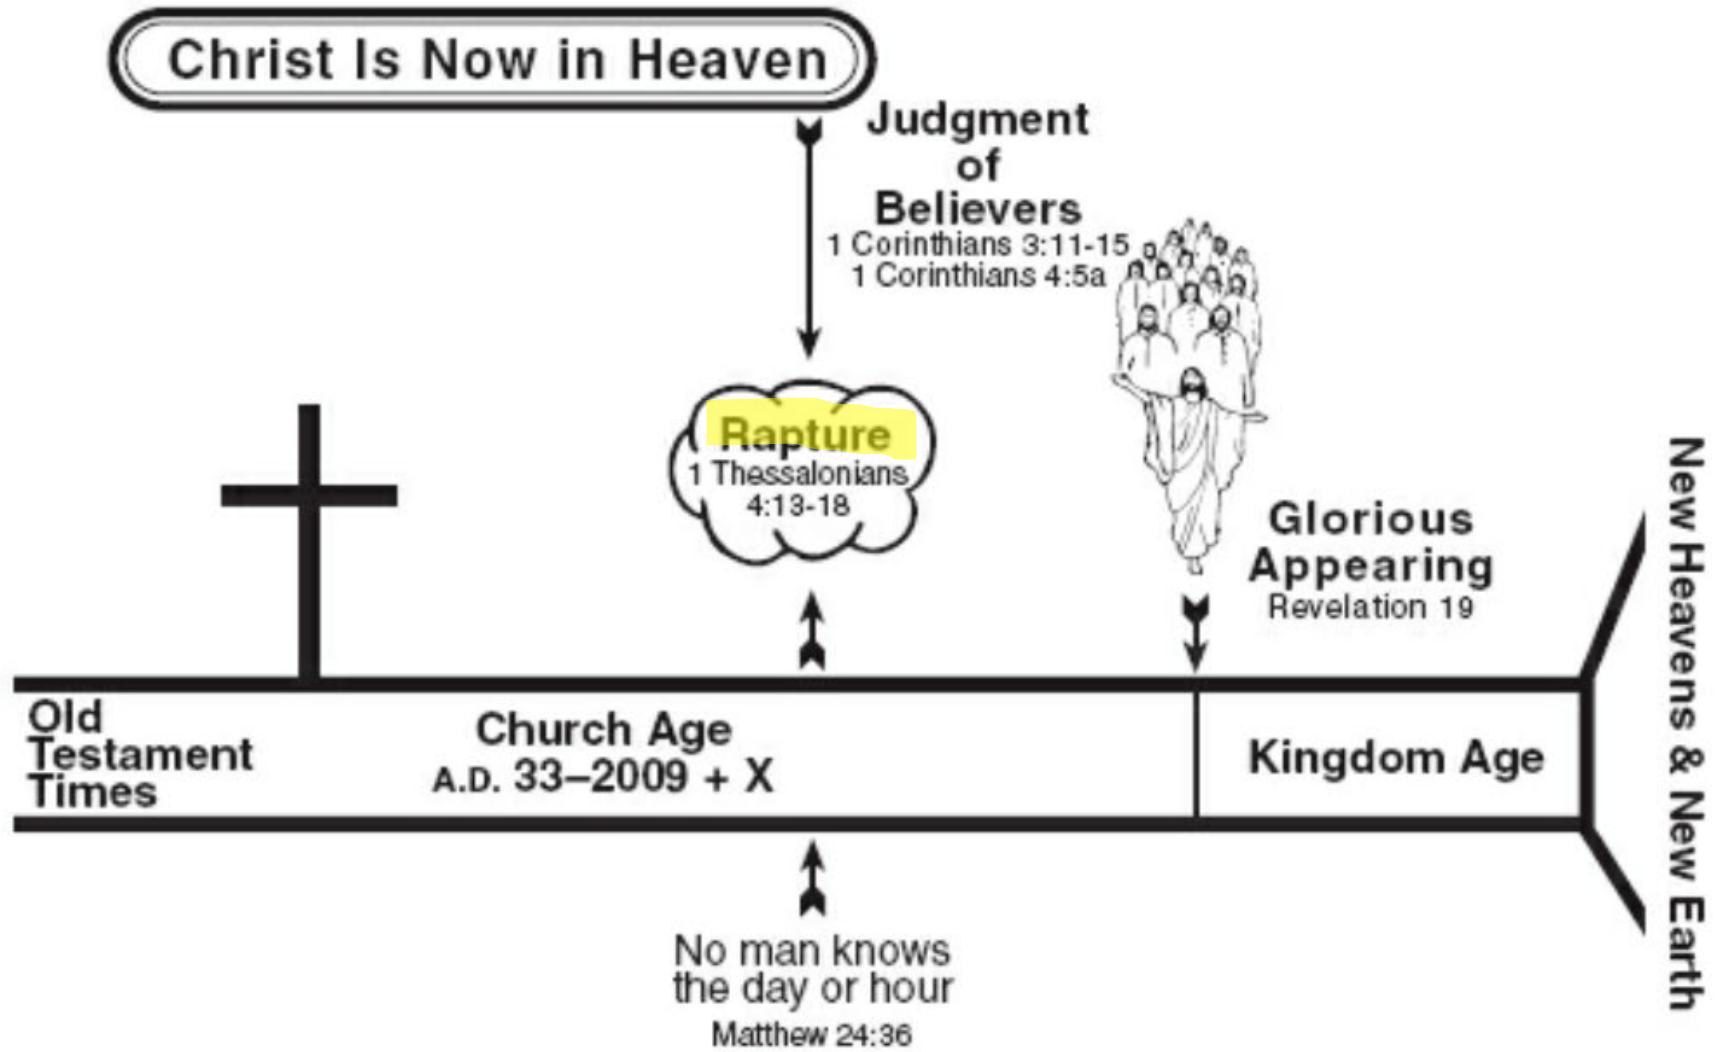 Christ Is Now in Heaven
Judgment
of
Believers
1 Corinthians 3:11-15
1 Corinthians 4:5a
Rapture
1 Thessalonians
4:13-18
Glorious
Appearing
Revelation 19
Old
Testament
Times
Church Age
A.D. 33–2009 + X
Kingdom Age
New Heavens & New Earth
No man knows
the day or hour
Matthew 24:36